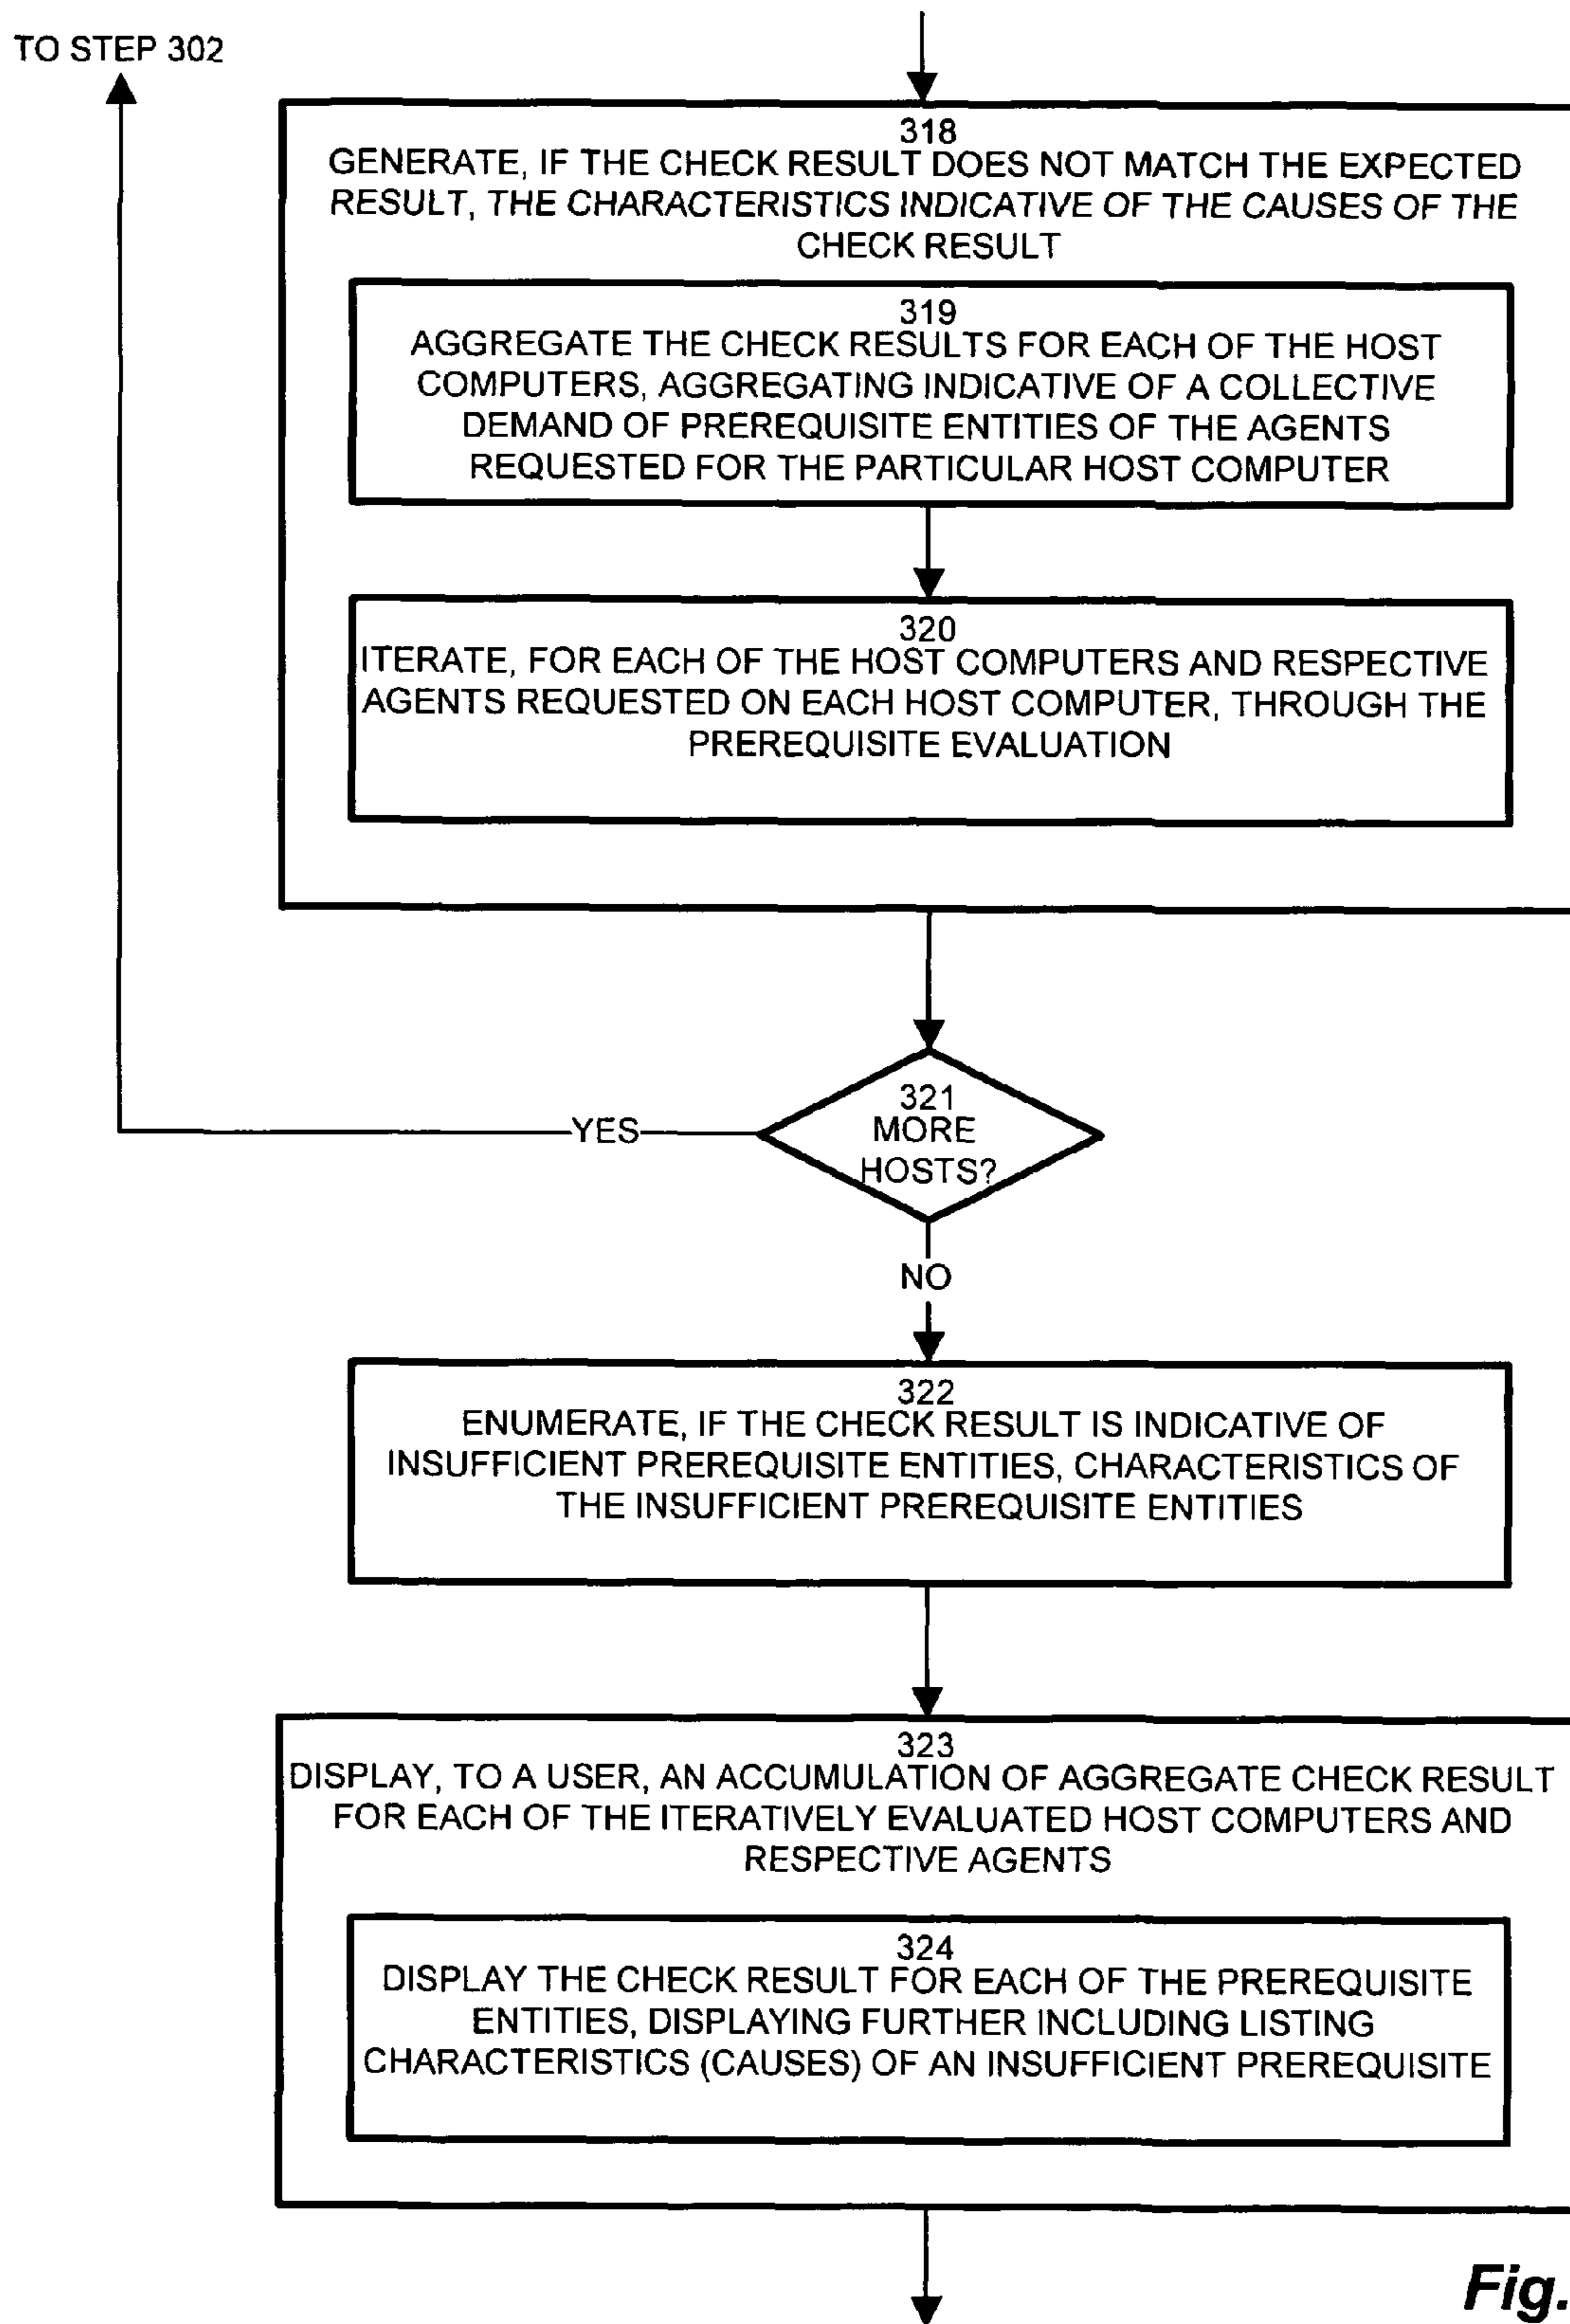 TO STEP 302
318
GENERATE, IF THE CHECK RESULT DOES NOT MATCH THE EXPECTED
RESULT, THE CHARACTERISTICS INDICATIVE OF THE CAUSES OF THE
CHECK RESULT
319
AGGREGATE THE CHECK RESULTS FOR EACH OF THE HOST
COMPUTERS, AGGREGATING INDICATIVE OF A COLLECTIVE
DEMAND OF PREREQUISITE ENTITIES OF THE AGENTS
REQUESTED FOR THE PARTICULAR HOST COMPUTER
320
ITERATE, FOR EACH OF THE HOST COMPUTERS AND RESPECTIVE
AGENTS REQUESTED ON EACH HOST COMPUTER, THROUGH THE
PREREQUISITE EVALUATION
321
MORE
HOSTS?
YES
NO
322
ENUMERATE, IF THE CHECK RESULT IS INDICATIVE OF
INSUFFICIENT PREREQUISITE ENTITIES, CHARACTERISTICS OF
THE INSUFFICIENT PREREQUISITE ENTITIES
323
DISPLAY, TO A USER, AN ACCUMULATION OF AGGREGATE CHECK RESULT
FOR EACH OF THE ITERATIVELY EVALUATED HOST COMPUTERS AND
RESPECTIVE AGENTS
324
DISPLAY THE CHECK RESULT FOR EACH OF THE PREREQUISITE
ENTITIES, DISPLAYING FURTHER INCLUDING LISTING
CHARACTERISTICS (CAUSES) OF AN INSUFFICIENT PREREQUISITE
Fig.